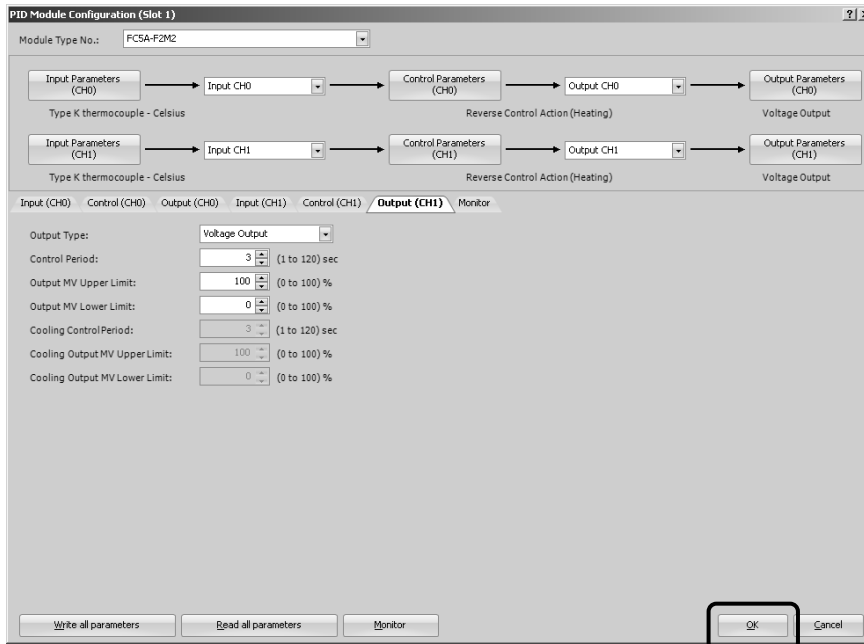 PID Module Configuration (Slot 1)
Module Type No.: FC5A-F2M2
Input Parameters (CH0) Input CH0 Control Parameters (CH0) Output CH0 Output Parameters (CH0)
Type K thermocouple - Celsius Reverse Control Action (Heating) Voltage Output
Input Parameters (CH1) Input CH1 Control Parameters (CH1) Output CH1 Output Parameters (CH1)
Type K thermocouple - Celsius Reverse Control Action (Heating) Voltage Output
Input (CH0) Control (CH0) Output (CH0) Input (CH1) Control (CH1) Output (CH1) Monitor
Output Type: Voltage Output
Control Period: 3 (1 to 120) sec
Output MV Upper Limit: 100 (0 to 100) %
Output MV Lower Limit: 0 (0 to 100) %
Cooling ControlPeriod: 3 (1 to 120) sec
Cooling Output MV Upper Limit: 100 (0 to 100) %
Cooling Output MV Lower Limit: 0 (0 to 100) %
Write all parameters Read all parameters Monitor OK Cancel